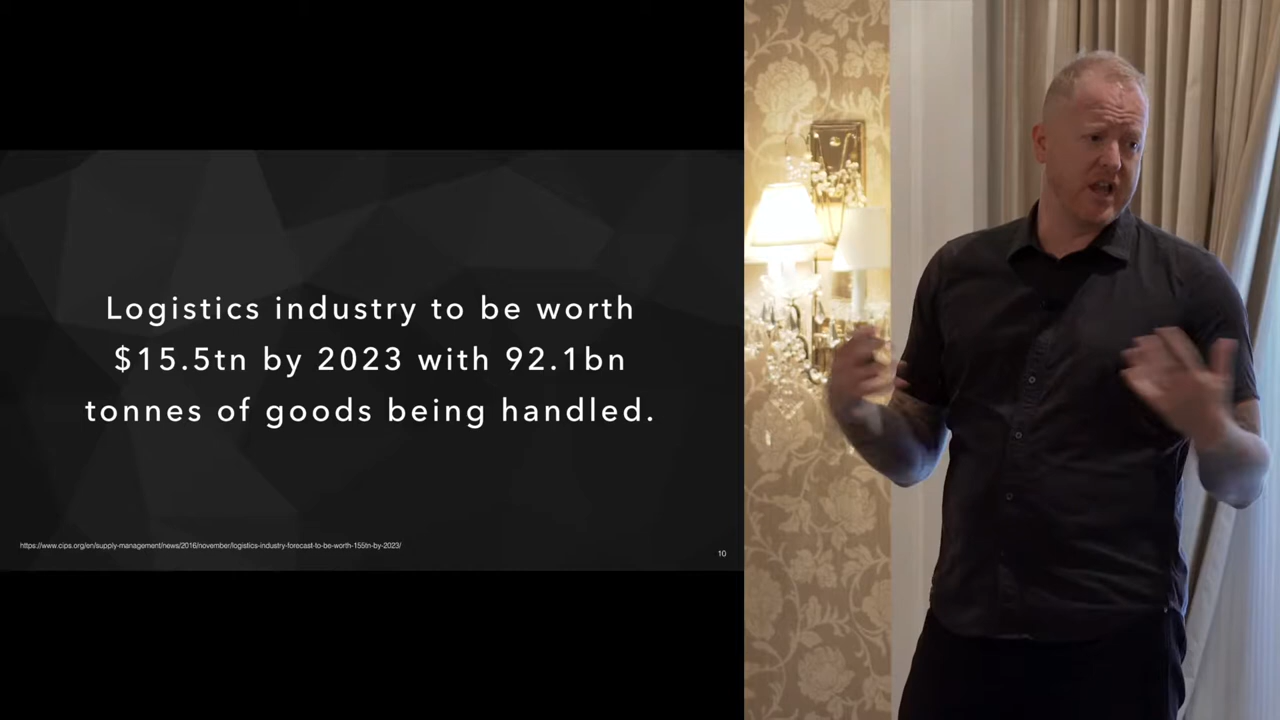 Logistics industry to be worth
$15.5tn by 2023 with 92.1bn
tonnes of goods being handled.
https://www.cips.org/en/supply-management/news/2016/november/logistics-industry-forecast-to-be-worth-155tn-by-2023/
10